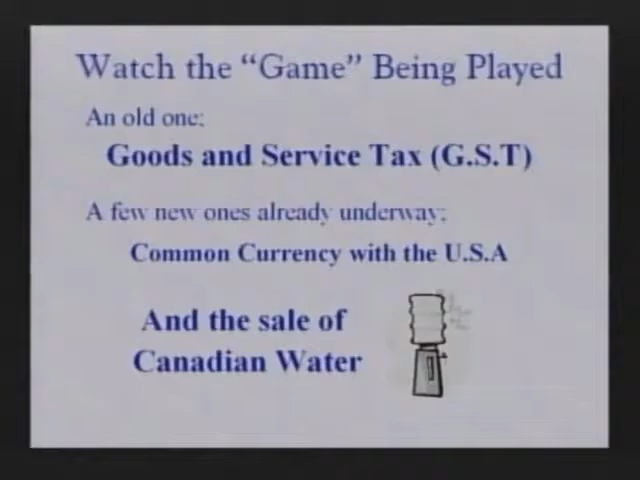 Watch the “Game” Being Played
An old one:
Goods and Service Tax (G.S.T)
A few new ones already underway:
Common Currency with the U.S.A
And the sale of
Canadian Water